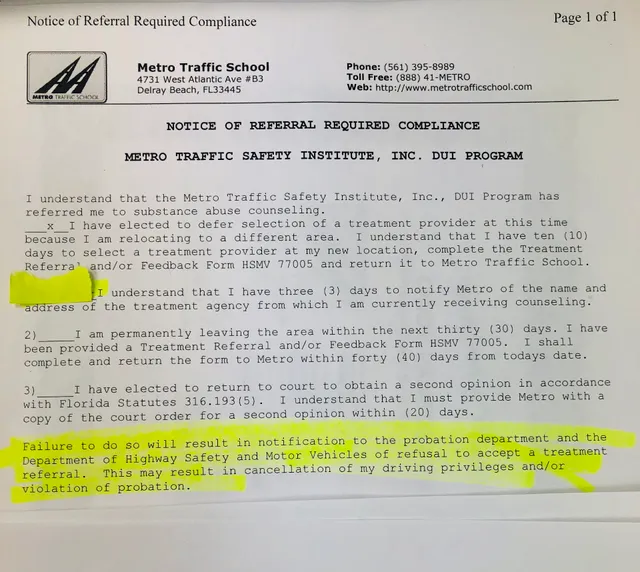 Notice of Referral Required Compliance
Page 1 of 1
METRO TRAFFIC SCHOOL
Metro Traffic School
4731 West Atlantic Ave #B3
Delray Beach, FL33445
Phone: (561) 395-8989
Toll Free: (888) 41-METRO
Web: http://www.metrotrafficschool.com
NOTICE OF REFERRAL REQUIRED COMPLIANCE
METRO TRAFFIC SAFETY INSTITUTE, INC. DUI PROGRAM
I understand that the Metro Traffic Safety Institute, Inc., DUI Program has
referred me to substance abuse counseling.
___x__I have elected to defer selection of a treatment provider at this time
because I am relocating to a different area. I understand that I have ten (10)
days to select a treatment provider at my new location, complete the Treatment
Referral and/or Feedback Form HSMV 77005 and return it to Metro Traffic School.
I understand that I have three (3) days to notify Metro of the name and
address of the treatment agency from which I am currently receiving counseling.
2)_____I am permanently leaving the area within the next thirty (30) days. I have
been provided a Treatment Referral and/or Feedback Form HSMV 77005. I shall
complete and return the form to Metro within forty (40) days from todays date.
3)_____I have elected to return to court to obtain a second opinion in accordance
with Florida Statutes 316.193(5). I understand that I must provide Metro with a
copy of the court order for a second opinion within (20) days.
Failure to do so will result in notification to the probation department and the
Department of Highway Safety and Motor Vehicles of refusal to accept a treatment
referral. This may result in cancellation of my driving privileges and/or
violation of probation.